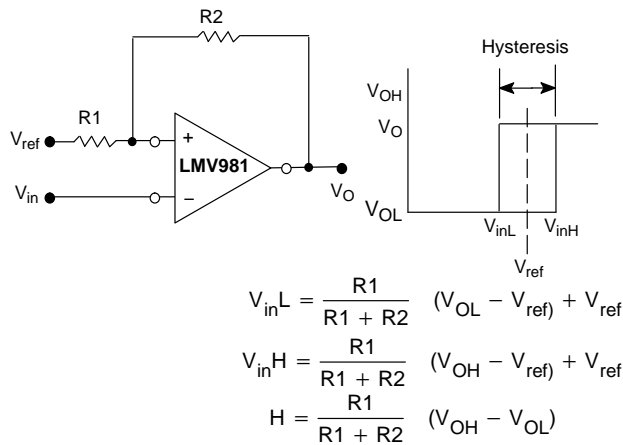 R2
Hysteresis
R1
V_OH
V_O
V_ref
+
LMV981
V_in
−
V_O
V_OL
V_inL
V_inH
V_ref
V_inL = R1 / (R1 + R2) (V_OL − V_ref) + V_ref
V_inH = R1 / (R1 + R2) (V_OH − V_ref) + V_ref
H = R1 / (R1 + R2) (V_OH − V_OL)